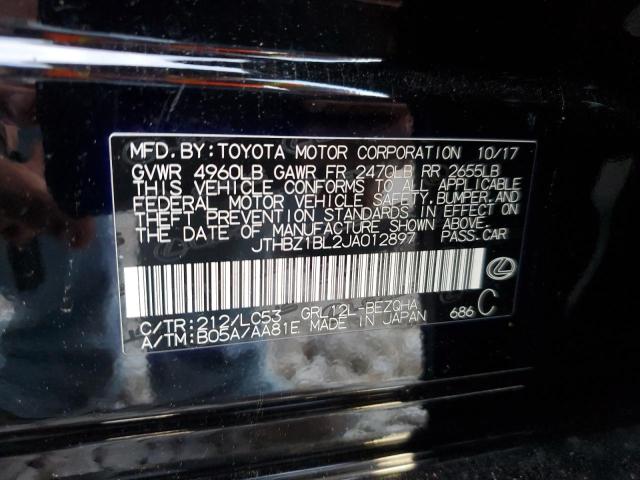 MFD. BY: TOYOTA MOTOR CORPORATION 10/17
GVWR 4960LB GAWR FR 2470LB RR 2655LB
THIS VEHICLE CONFORMS TO ALL APPLICABLE
FEDERAL MOTOR VEHICLE SAFETY, BUMPER, AND
THEFT PREVENTION STANDARDS IN EFFECT ON
THE DATE OF MANUFACTURE SHOWN ABOVE.
JTHBZ1BL2JA012897 PASS. CAR
C/TR: 212/LC53 GRL12L-BEZQHA
A/TM: B05A/AA81E MADE IN JAPAN 686 C